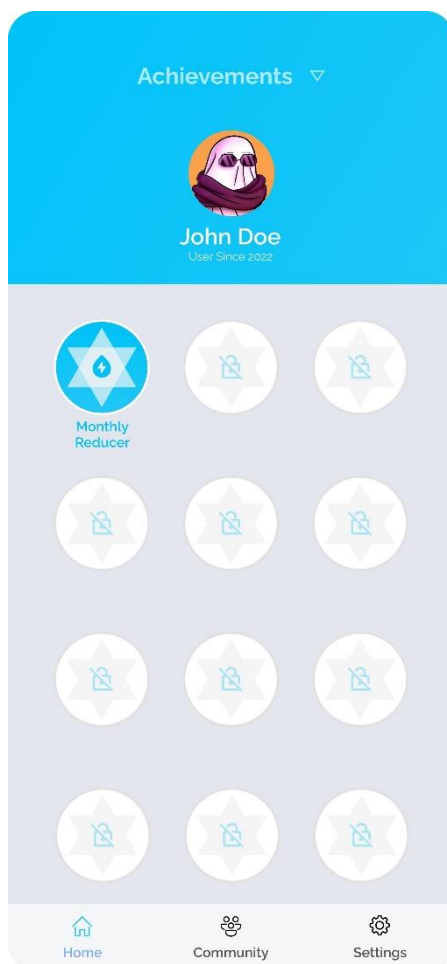 Achievements
John Doe
User Since 2022
Monthly
Reducer
Home
Community
Settings